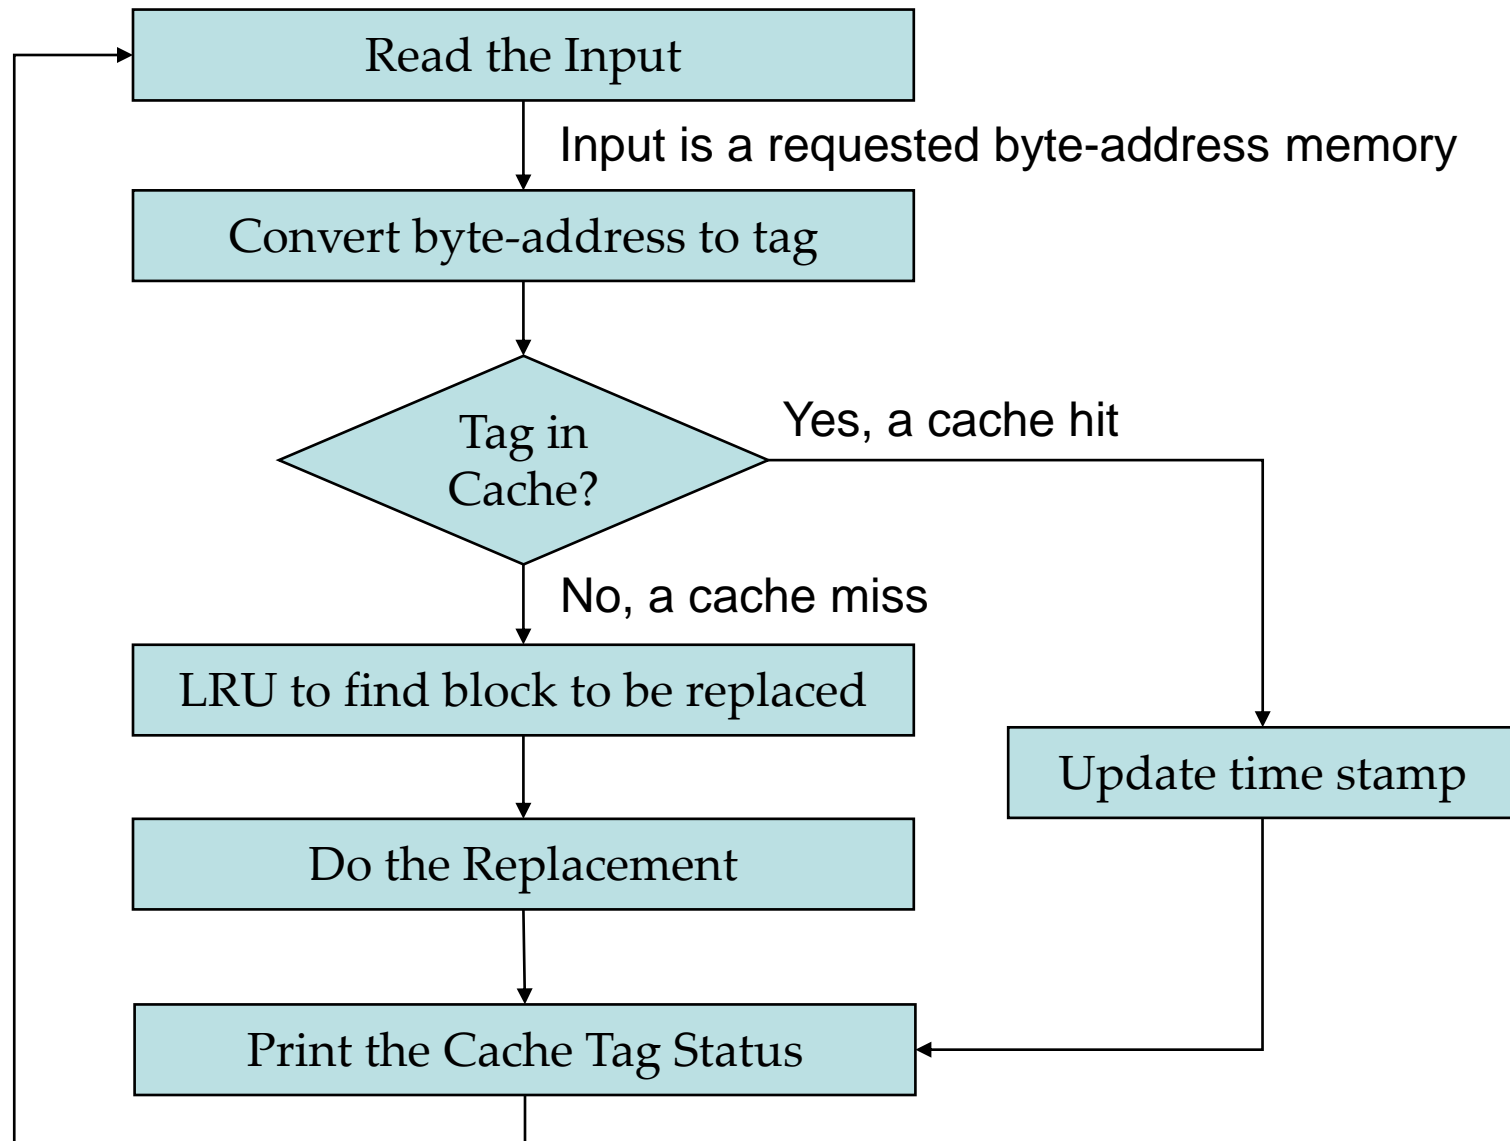 Read the Input
Input is a requested byte-address memory
Convert byte-address to tag
Tag in
Cache?
Yes, a cache hit
No, a cache miss
LRU to find block to be replaced
Update time stamp
Do the Replacement
Print the Cache Tag Status